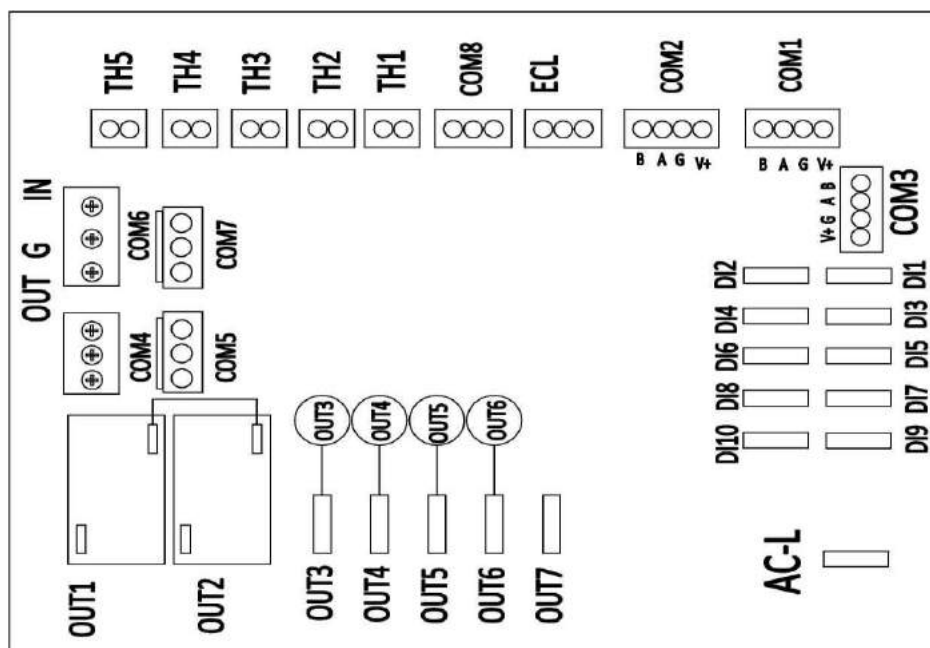 TH5
TH4
TH3
TH2
TH1
COM8
ECL
COM2
COM1
B A G V+
B A G V+
OUT G IN
COM6
COM7
V+ G A B
COM3
COM4
COM5
DI2
DI1
DI4
DI3
DI6
DI5
DI8
DI7
DI10
DI9
OUT3
OUT4
OUT5
OUT6
OUT1
OUT2
OUT3
OUT4
OUT5
OUT6
OUT7
AC-L